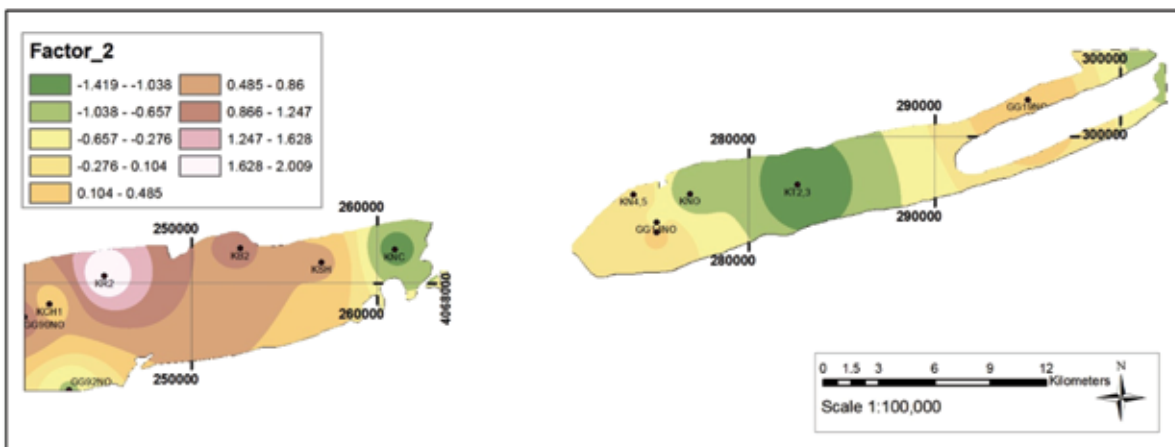 Factor_2
-1.419 - -1.038
-1.038 - -0.657
-0.657 - -0.276
-0.276 - 0.104
0.104 - 0.485
0.485 - 0.86
0.866 - 1.247
1.247 - 1.628
1.628 - 2.009
300000
290000
GG19NO
300000
280000
KN4,5
KNO
KT2,3
290000
280000
260000
250000
KB2
KNC
KSH
KR2
4068000
KCH1
260000
GG90NO
250000
GG92NO
0 1.5 3 6 9 12
Kilometers
N
Scale 1:100,000